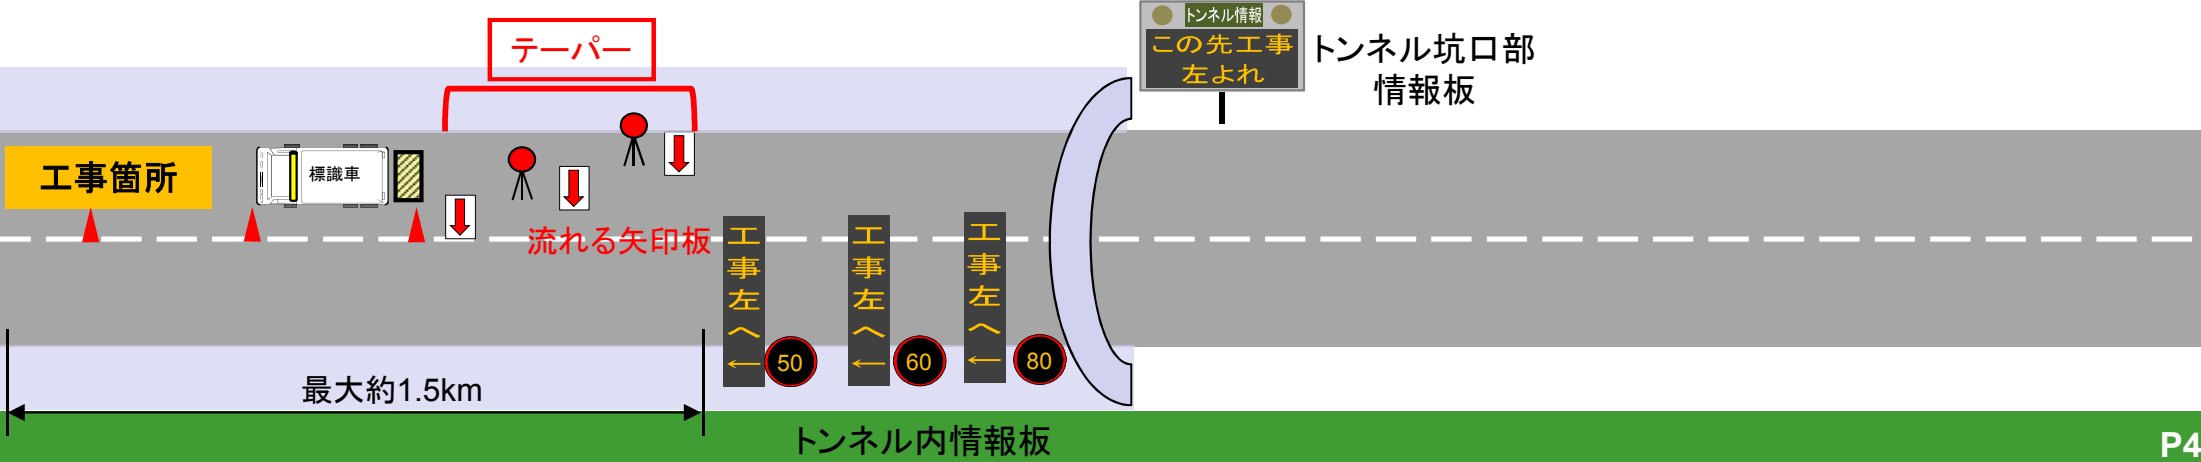 トンネル情報
この先工事
左よれ
トンネル坑口部
情報板
テーパー
工事箇所
標識車
流れる矢印板
工事左へ←
50
工事左へ←
60
工事左へ←
80
最大約1.5km
トンネル内情報板
P4